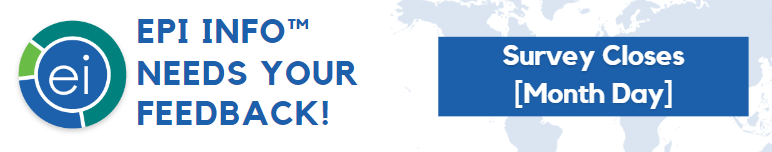 ei
EPI INFO™
NEEDS YOUR
FEEDBACK!
Survey Closes
[Month Day]